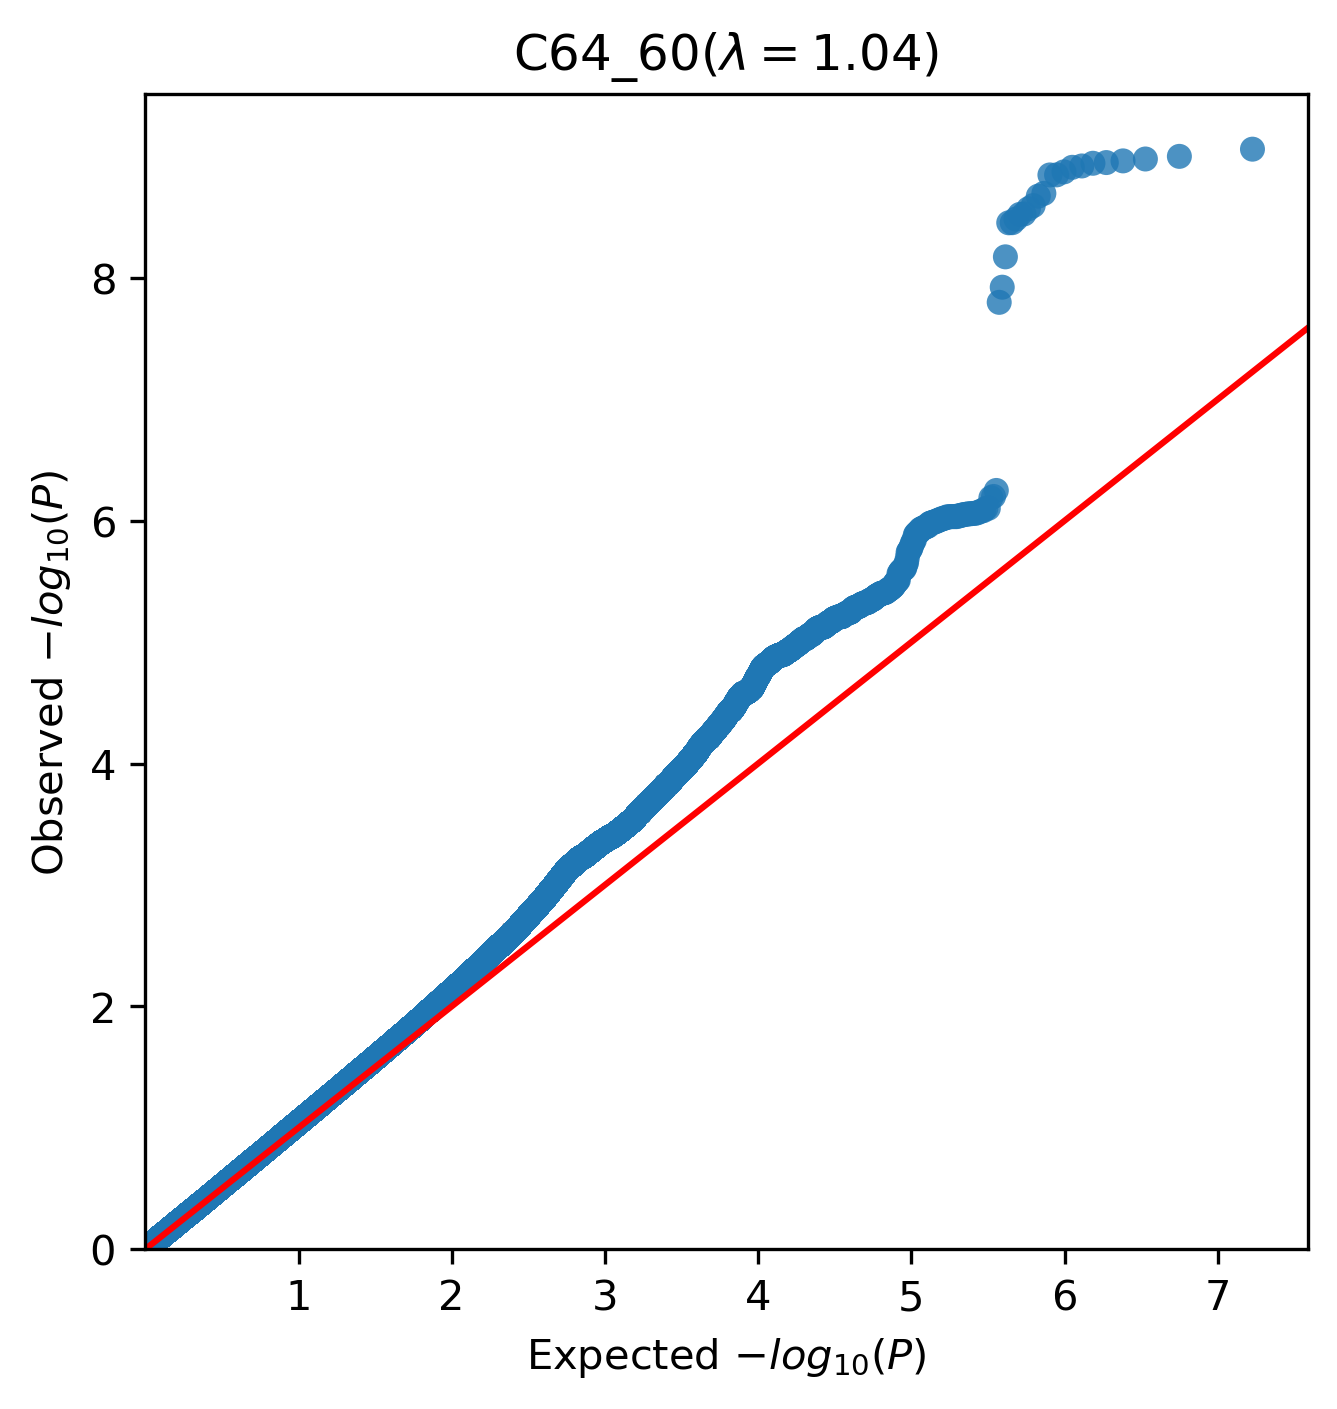 C64_60(λ = 1.04)
Observed −log₁₀(P)
8
6
4
2
0
1 2 3 4 5 6 7
Expected −log₁₀(P)